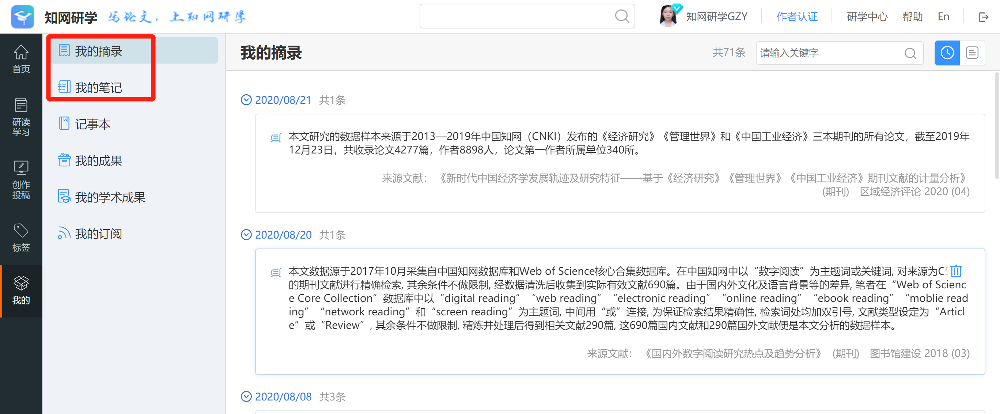 知网研学
写论文，上知网研学
知网研学GZY
作者认证
研学中心
帮助
En
首页
研读
学习
创作
投稿
标签
我的
我的摘录
我的笔记
记事本
我的成果
我的学术成果
我的订阅
我的摘录
共71条
请输入关键字
2020/08/21 共1条
本文研究的数据样本来源于2013—2019年中国知网（CNKI）发布的《经济研究》《管理世界》和《中国工业经济》三本期刊的所有论文，截至2019年
12月23日，共收录论文4277篇，作者8898人，论文第一作者所属单位340所。
来源文献： 《新时代中国经济学发展轨迹及研究特征——基于《经济研究》《管理世界》《中国工业经济》期刊文献的计量分析》
(期刊) 区域经济评论 2020 (04)
2020/08/20 共1条
本文数据源于2017年10月采集自中国知网数据库和Web of Science核心合集数据库。在中国知网中以“数字阅读”为主题词或关键词, 对来源为CS
的期刊文献进行精确检索, 其余条件不做限制, 经数据清洗后收集到实际有效文献690篇。由于国内外文化及语言背景等的差异, 笔者在“Web of Scienc
e Core Collection”数据库中以“digital reading”“web reading”“electronic reading”“online reading”“ebook reading”“moblie read
ing”“network reading”和“screen reading”为主题词, 中间用“或”连接, 为保证检索结果精确性, 检索词处均加双引号, 文献类型设定为“Articl
e”或“Review”, 其余条件不做限制, 精炼并处理后得到相关文献290篇, 这690篇国内文献和290篇国外文献便是本文分析的数据样本。
来源文献： 《国内外数字阅读研究热点及趋势分析》 (期刊) 图书馆建设 2018 (03)
2020/08/08 共3条